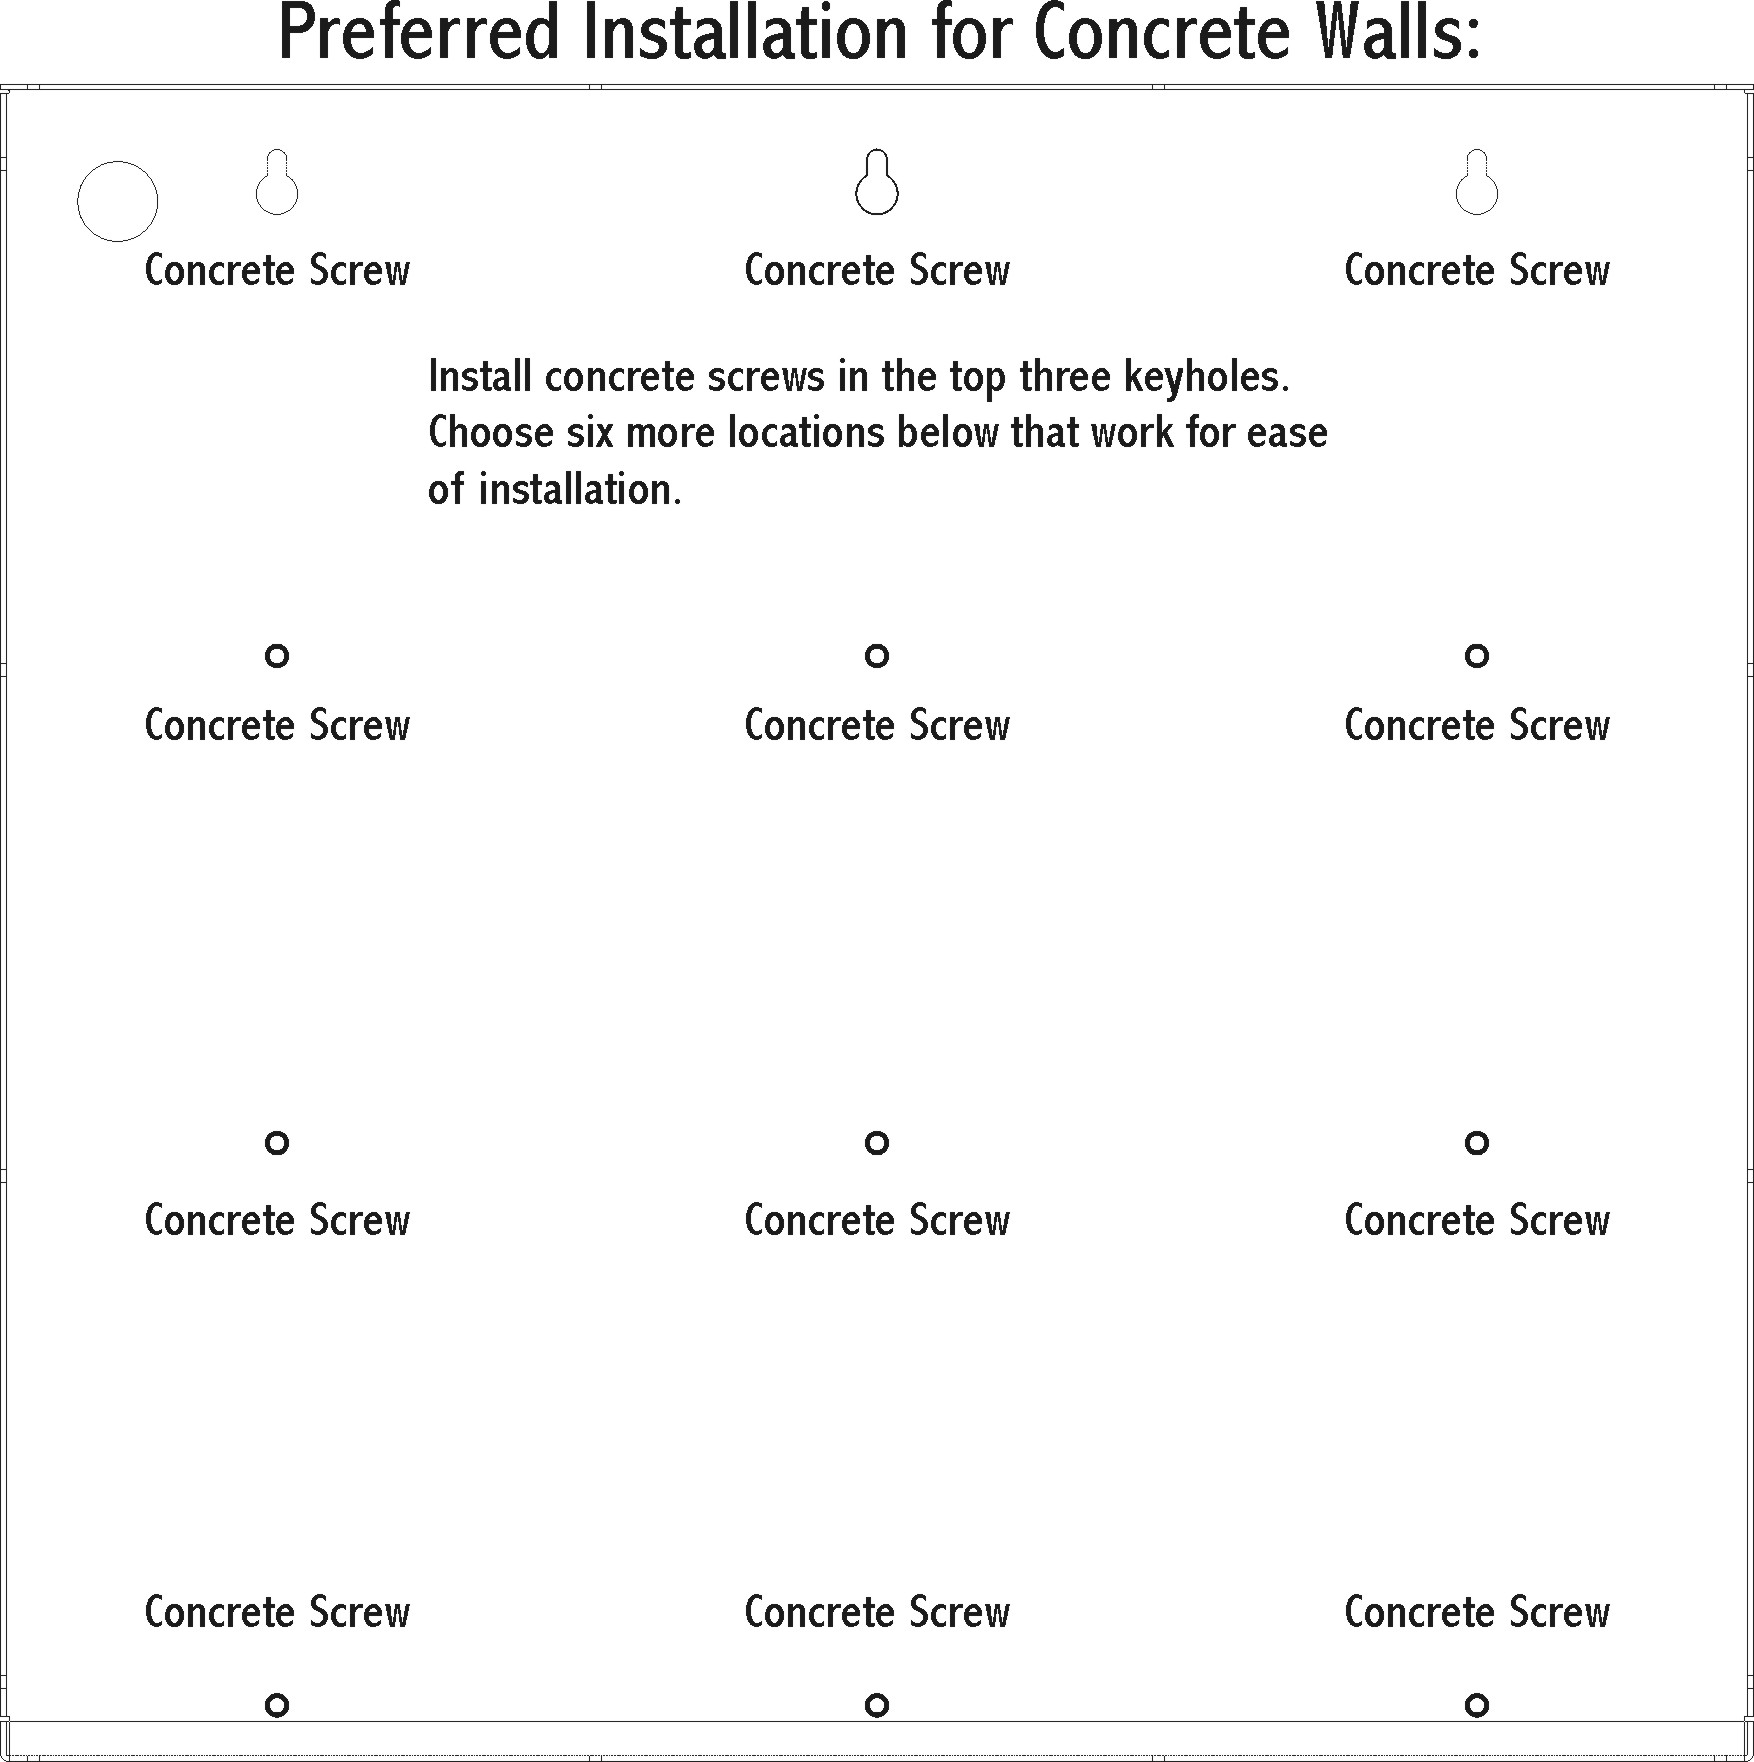 Preferred Installation for Concrete Walls:
Concrete Screw Concrete Screw Concrete Screw
Install concrete screws in the top three keyholes.
Choose six more locations below that work for ease
of installation.
Concrete Screw Concrete Screw Concrete Screw
Concrete Screw Concrete Screw Concrete Screw
Concrete Screw Concrete Screw Concrete Screw